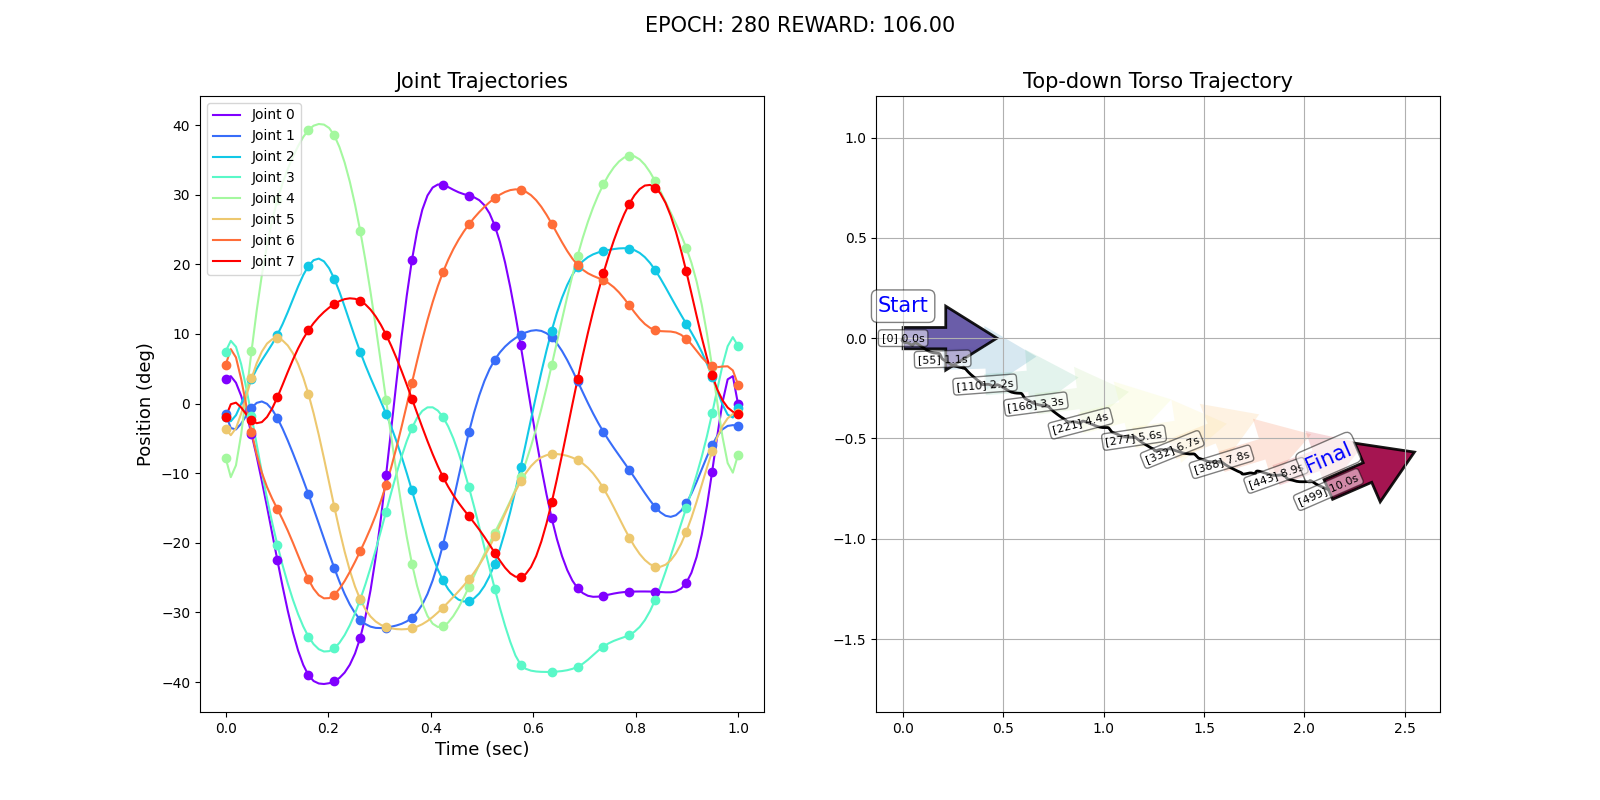 EPOCH: 280 REWARD: 106.00
Joint Trajectories
Joint 0
Joint 1
Joint 2
Joint 3
Joint 4
Joint 5
Joint 6
Joint 7
40
30
20
10
0
−10
−20
−30
−40
Position (deg)
0.0
0.2
0.4
0.6
0.8
1.0
Time (sec)
Top-down Torso Trajectory
1.0
0.5
0.0
−0.5
−1.0
−1.5
Start
[0] 0.0s
[55] 1.1s
[110] 2.2s
[166] 3.3s
[221] 4.4s
[277] 5.6s
[332] 6.7s
[388] 7.8s
[443] 8.9s
Final
[499] 10.0s
0.0
0.5
1.0
1.5
2.0
2.5